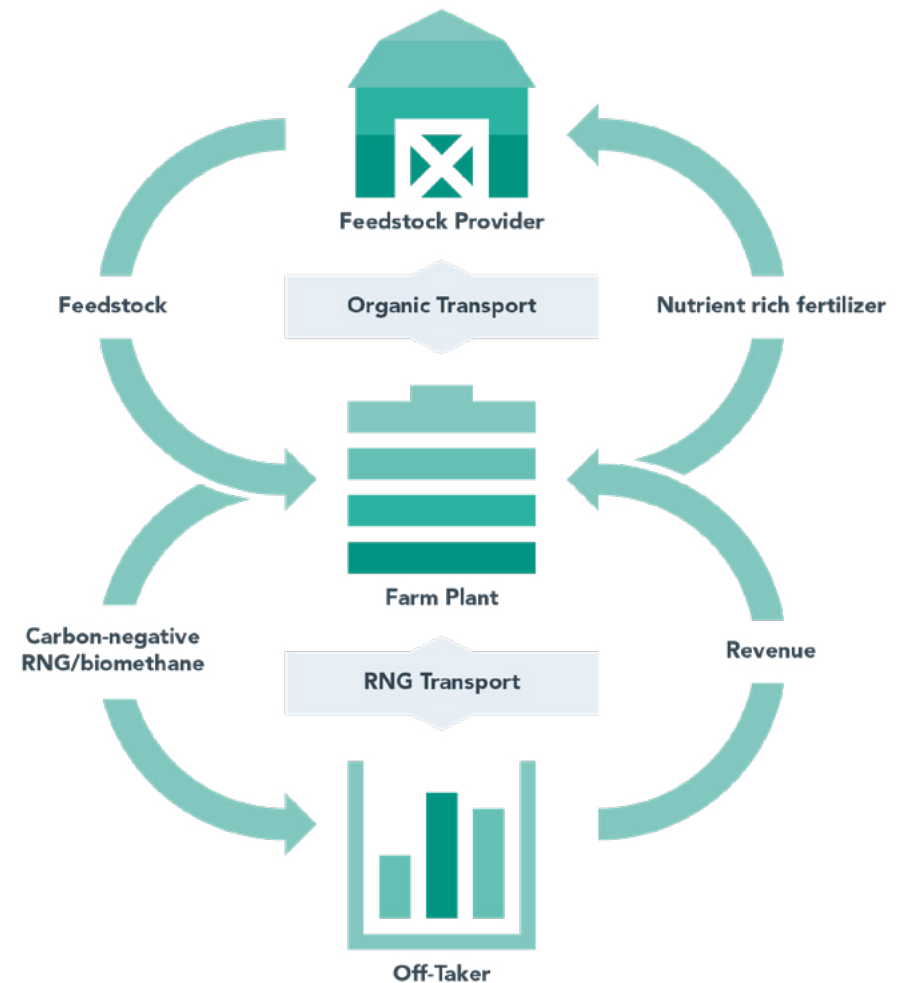 Feedstock Provider
Feedstock
Organic Transport
Nutrient rich fertilizer
Farm Plant
Carbon-negative
RNG/biomethane
Revenue
RNG Transport
Off-Taker